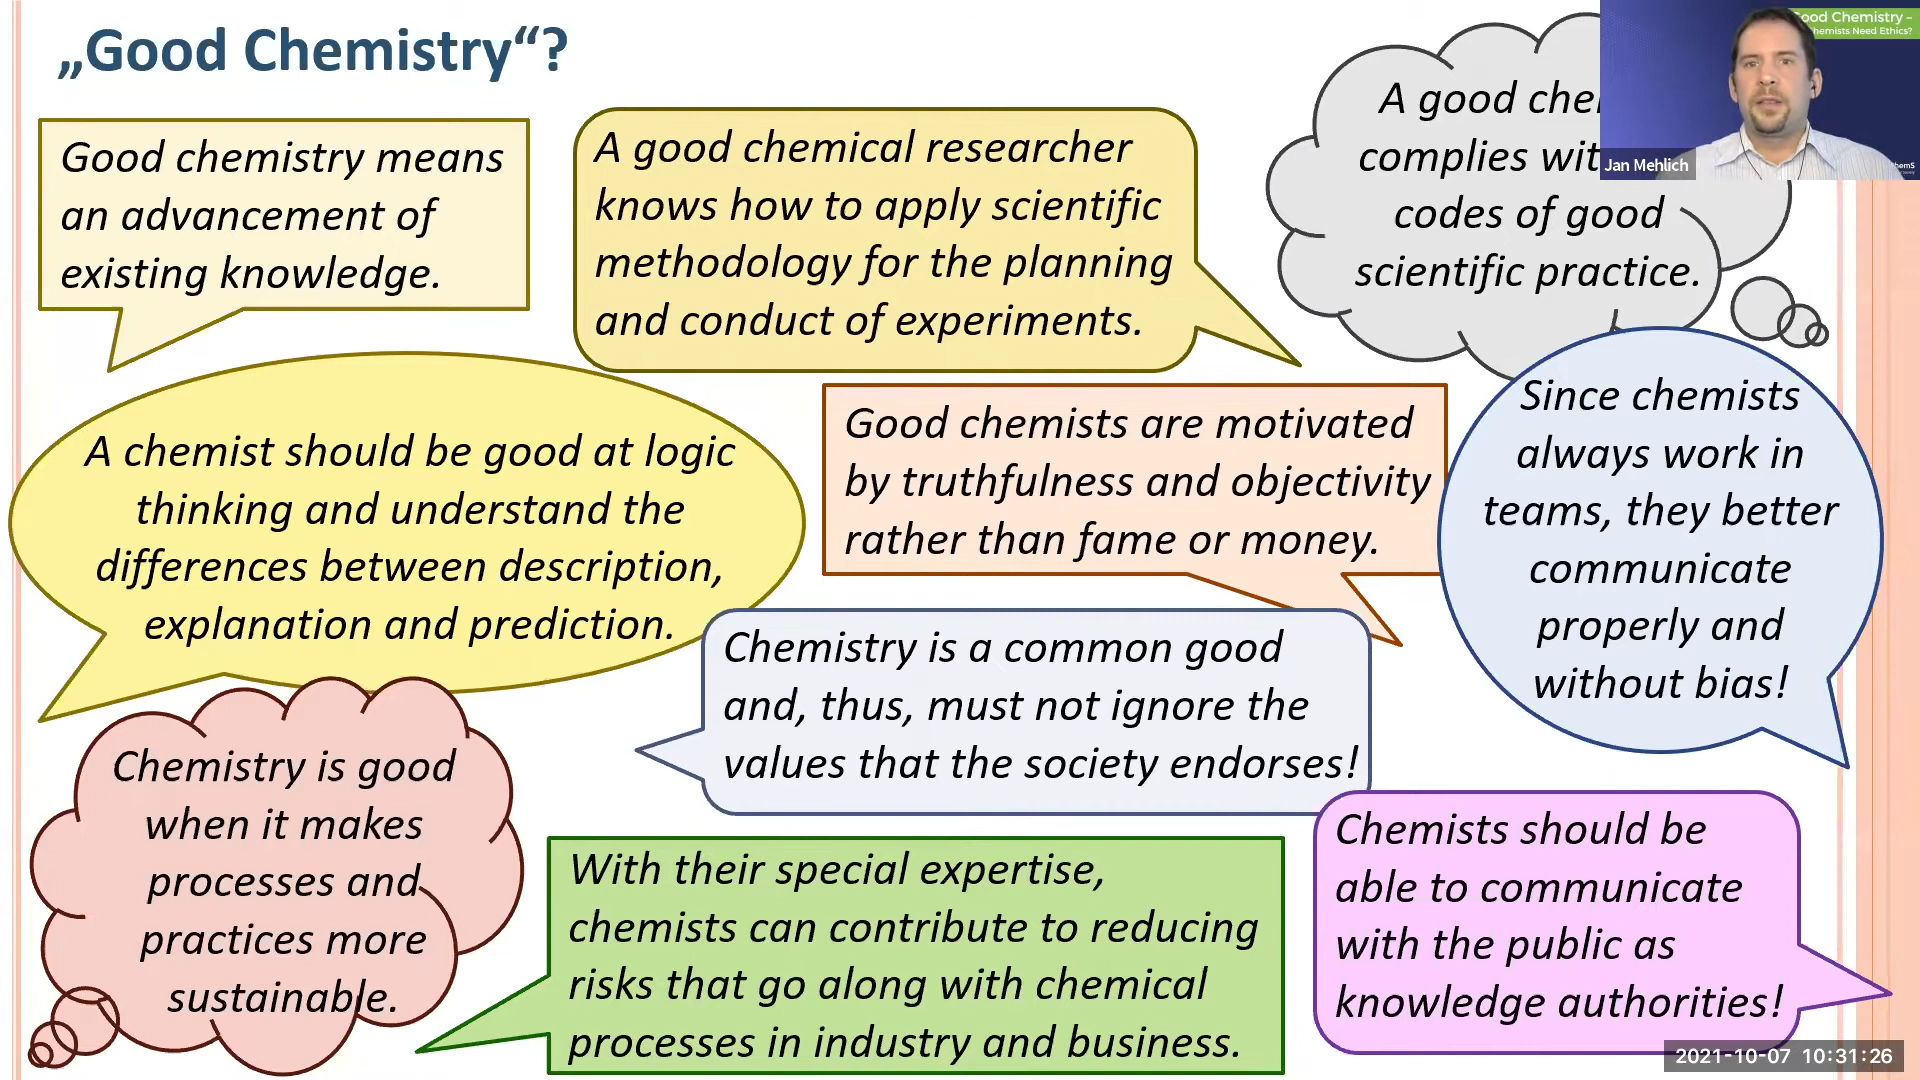 „Good Chemistry“?
Good chemistry means
an advancement of
existing knowledge.
A good chemical researcher
knows how to apply scientific
methodology for the planning
and conduct of experiments.
A good
complies
codes of good
scientific practice.
Good Chemistry –
Chemists Need Ethics?
Jan Mehlich
A chemist should be good at logic
thinking and understand the
differences between description,
explanation and prediction.
Good chemists are motivated
by truthfulness and objectivity
rather than fame or money.
Since chemists
always work in
teams, they better
communicate
properly and
without bias!
Chemistry is a common good
and, thus, must not ignore the
values that the society endorses!
Chemistry is good
when it makes
processes and
practices more
sustainable.
With their special expertise,
chemists can contribute to reducing
risks that go along with chemical
processes in industry and business.
Chemists should be
able to communicate
with the public as
knowledge authorities!
2021-10-07 10:31:26